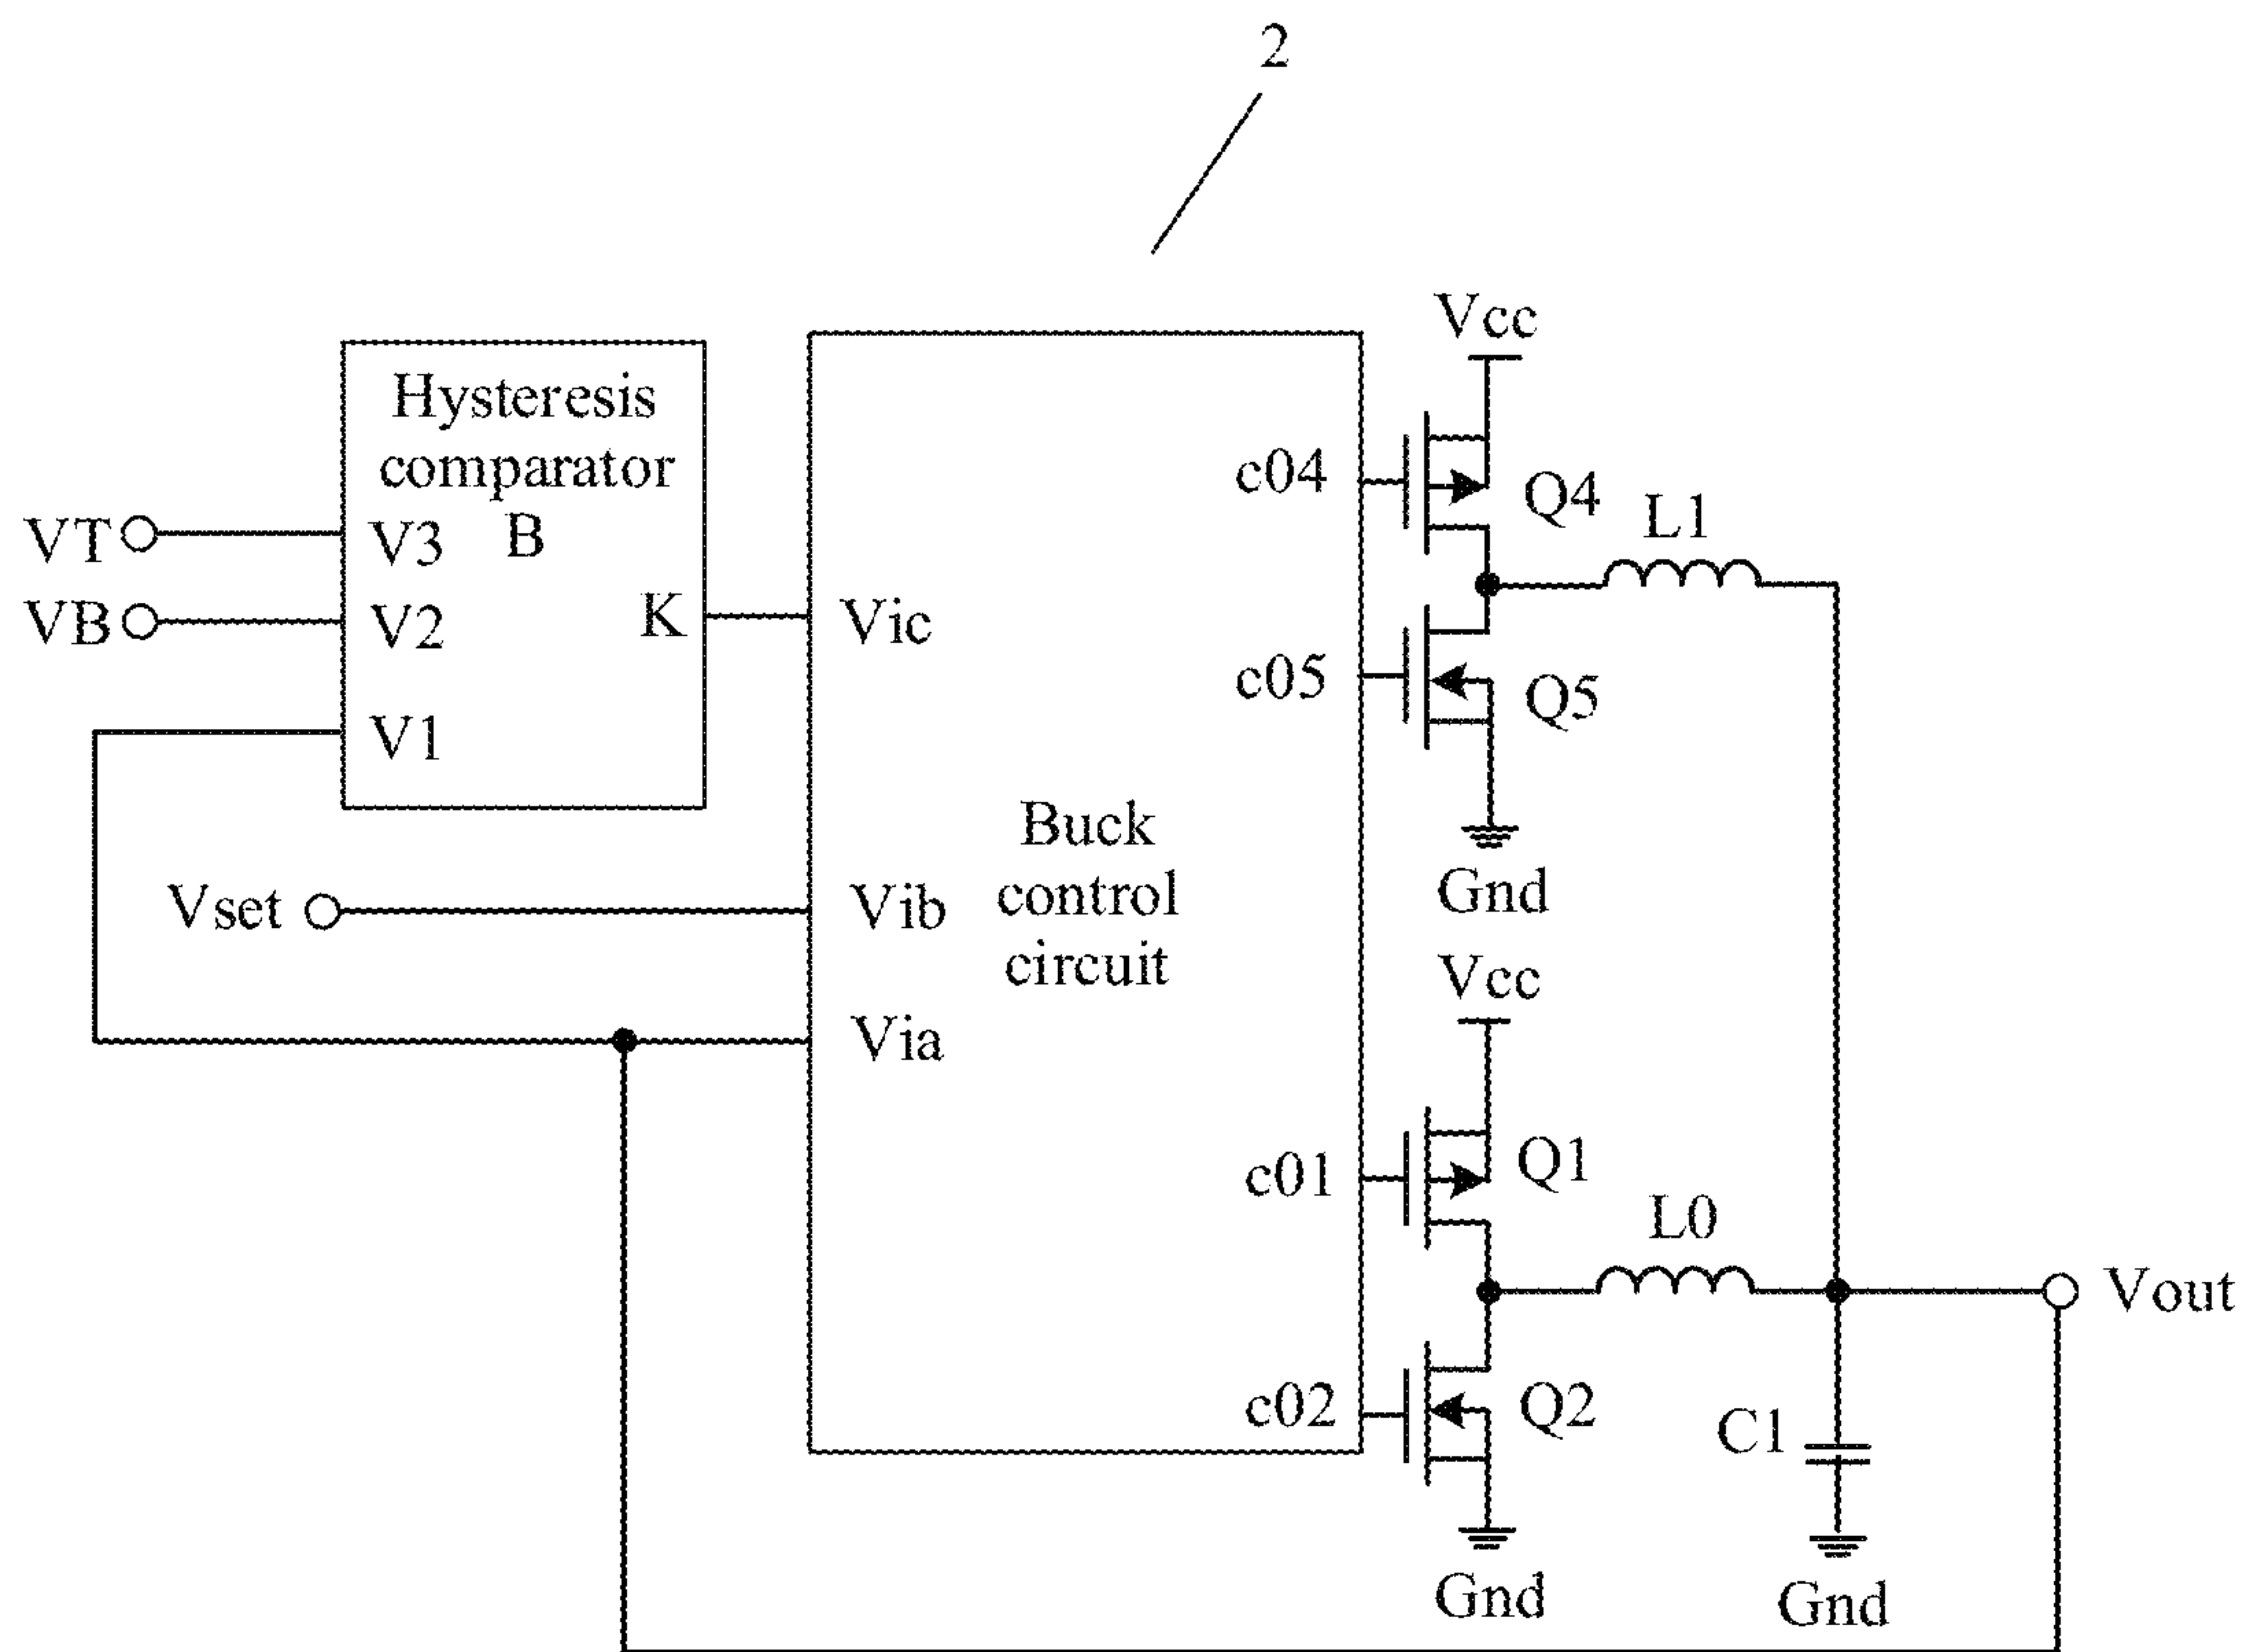 2
Vcc
Hysteresis
comparator
B
c04
Q4
L1
VT
V3
VB
V2
K
Vic
c05
Q5
V1
Buck
control
circuit
Gnd
Vset
Vib
Vcc
Via
c01
Q1
L0
Vout
c02
Q2
C1
Gnd
Gnd